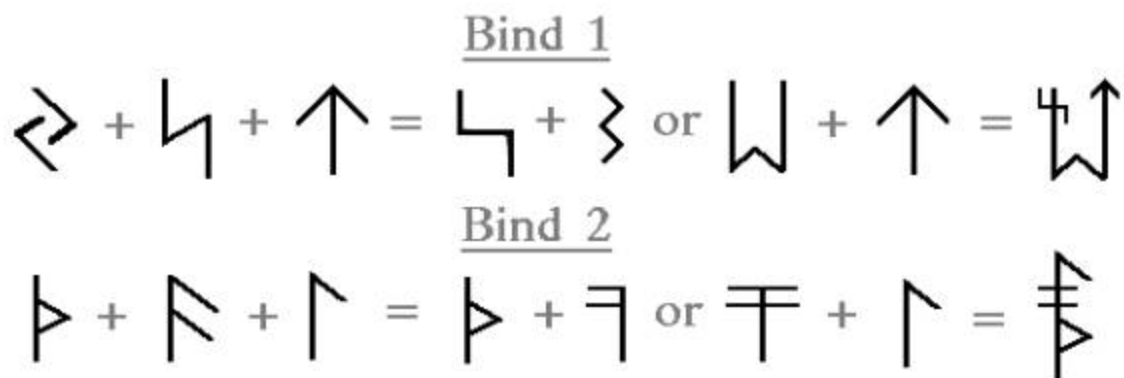 Bind 1
ᛃ + ᛋ + ᛏ = + or + ᛏ =
Bind 2
ᚦ + ᚨ + ᛚ = ᚦ + or + ᛚ =